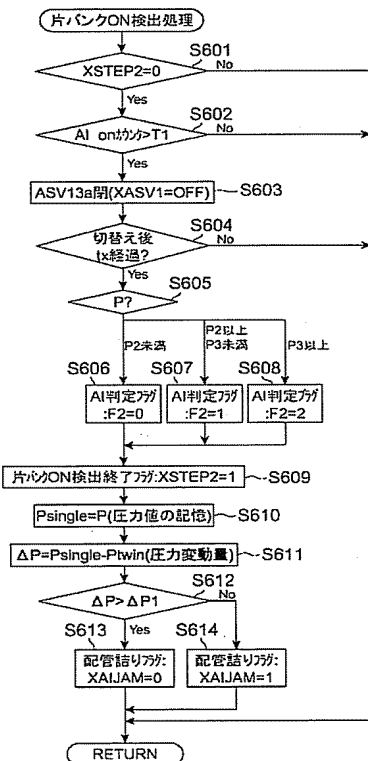 片バンクON検出処理
S601
XSTEP2=0
No
Yes
S602
AI onｶｳﾝﾀ>T1
No
Yes
ASV13a閉(XASV1=OFF)
S603
S604
切替え後
tx経過?
No
Yes
S605
P?
P2未満
P2以上
P3未満
P3以上
S606
S607
S608
AI判定ﾌﾗｸﾞ
:F2=0
AI判定ﾌﾗｸﾞ
:F2=1
AI判定ﾌﾗｸﾞ
:F2=2
片ﾊﾞﾝｸON検出終了ﾌﾗｸﾞ:XSTEP2=1
S609
Psingle=P(圧力値の記憶)
S610
ΔP=Psingle-Ptwin(圧力変動量)
S611
S612
ΔP>ΔP1
No
Yes
S613
S614
配管詰りﾌﾗｸﾞ:
XAIJAM=0
配管詰りﾌﾗｸﾞ:
XAIJAM=1
RETURN